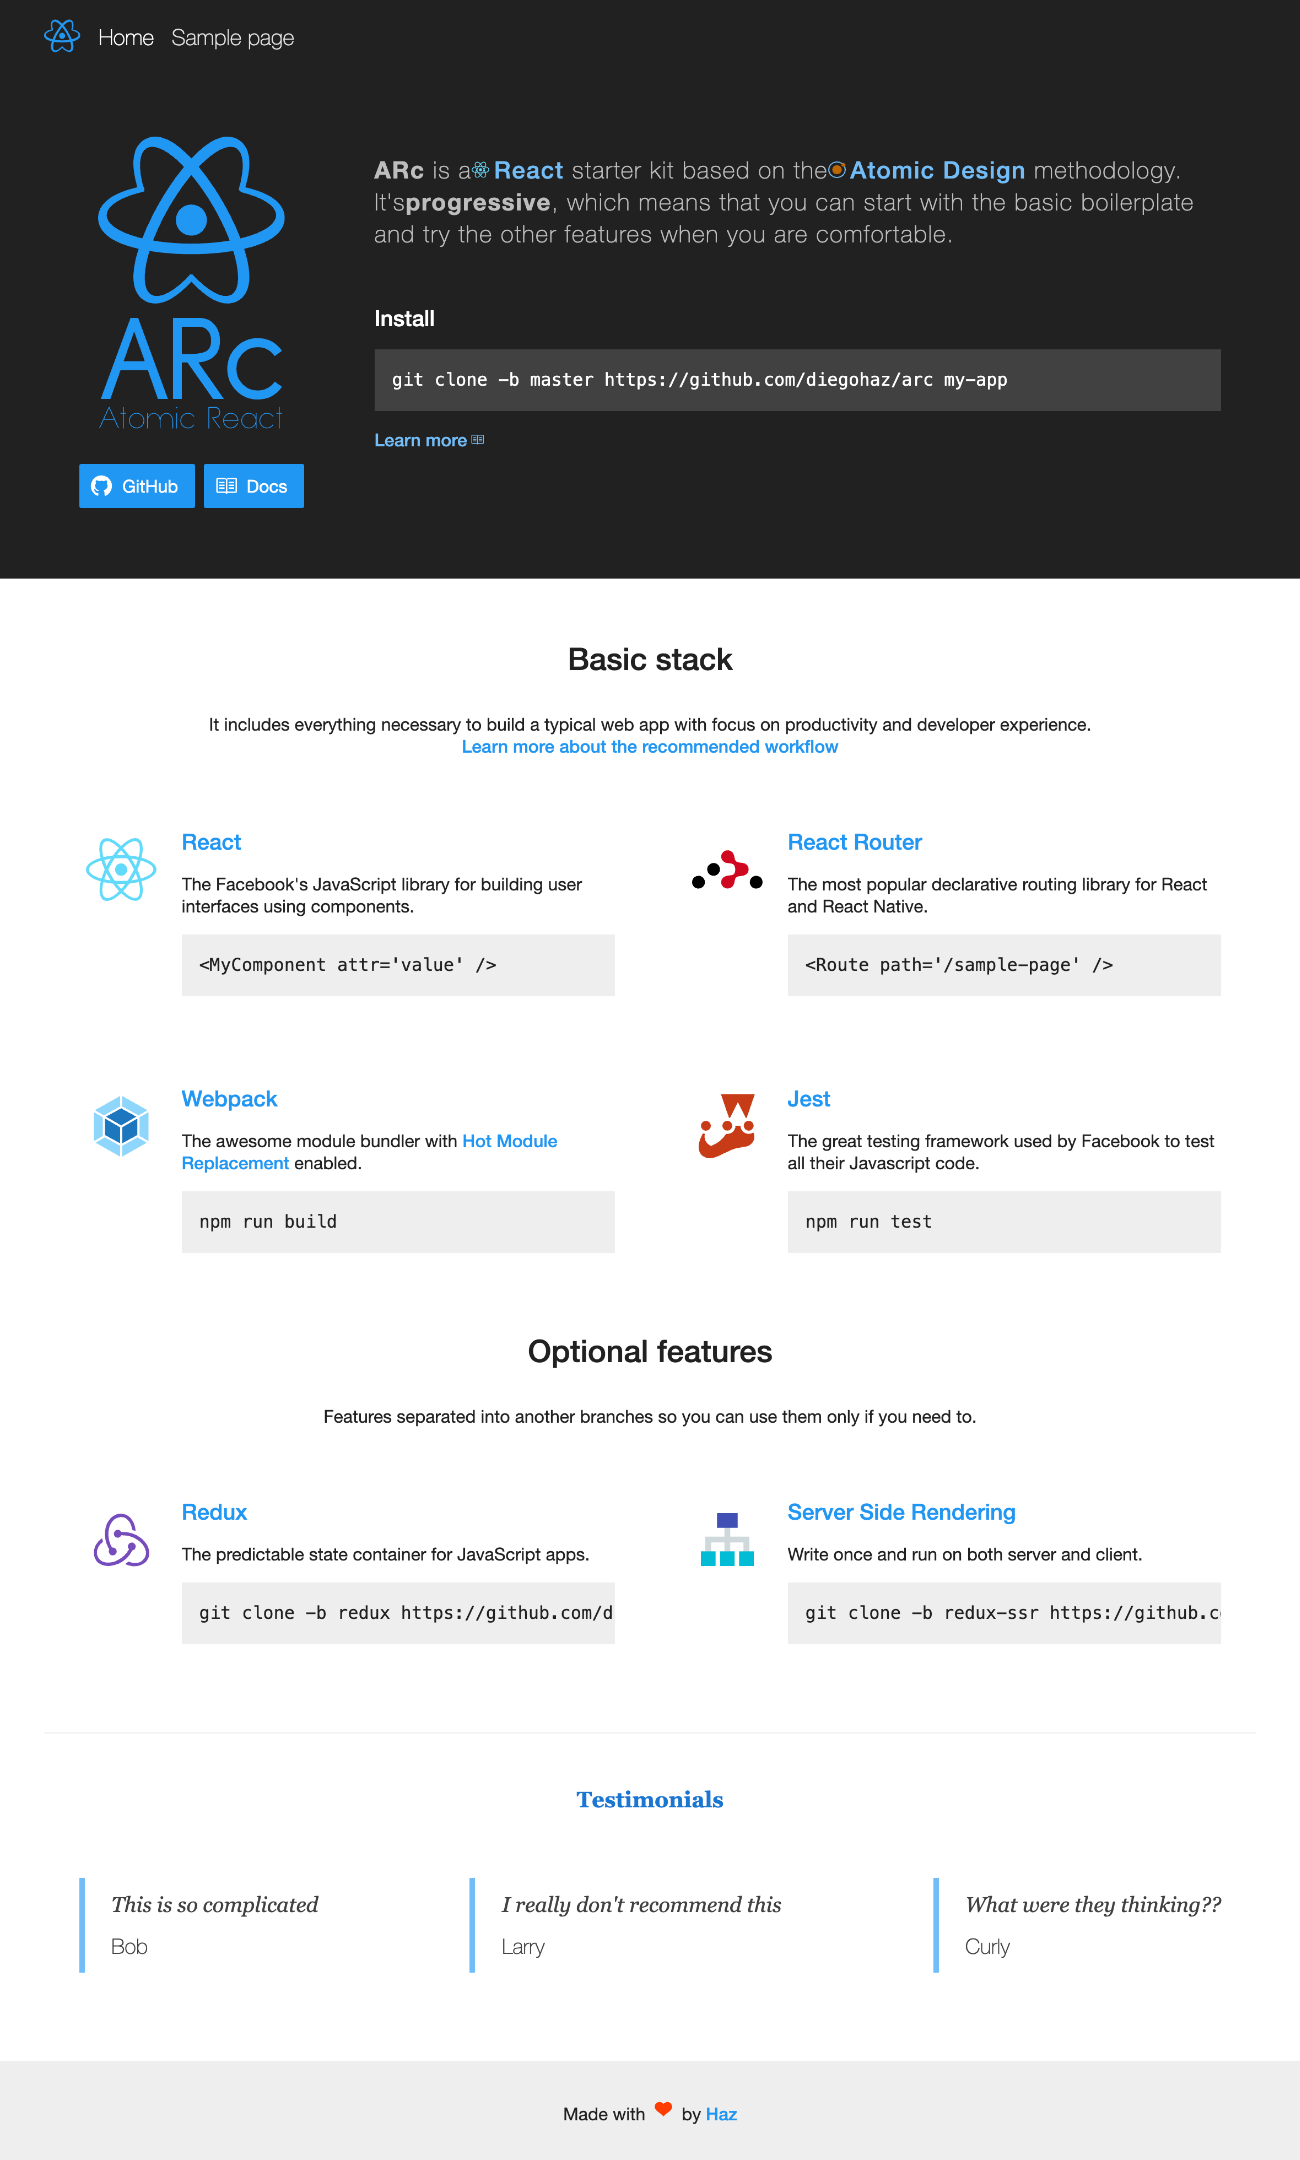 Home Sample page
ARc
Atomic React
GitHub Docs
ARc is a React starter kit based on the Atomic Design methodology.
It's progressive, which means that you can start with the basic boilerplate
and try the other features when you are comfortable.
Install
git clone -b master https://github.com/diegohaz/arc my-app
Learn more
Basic stack
It includes everything necessary to build a typical web app with focus on productivity and developer experience.
Learn more about the recommended workflow
React
The Facebook's JavaScript library for building user
interfaces using components.
<MyComponent attr='value' />
React Router
The most popular declarative routing library for React
and React Native.
<Route path='/sample-page' />
Webpack
The awesome module bundler with Hot Module
Replacement enabled.
npm run build
Jest
The great testing framework used by Facebook to test
all their Javascript code.
npm run test
Optional features
Features separated into another branches so you can use them only if you need to.
Redux
The predictable state container for JavaScript apps.
git clone -b redux https://github.com/d
Server Side Rendering
Write once and run on both server and client.
git clone -b redux-ssr https://github.c
Testimonials
This is so complicated
Bob
I really don't recommend this
Larry
What were they thinking??
Curly
Made with ❤ by Haz